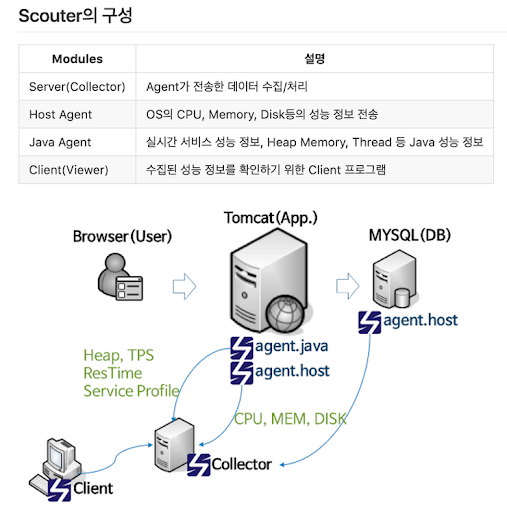 Scouter의 구성
Modules 설명
Server(Collector) Agent가 전송한 데이터 수집/처리
Host Agent OS의 CPU, Memory, Disk등의 성능 정보 전송
Java Agent 실시간 서비스 성능 정보, Heap Memory, Thread 등 Java 성능 정보
Client(Viewer) 수집된 성능 정보를 확인하기 위한 Client 프로그램
Tomcat(App.)
Browser(User)
MYSQL(DB)
agent.host
agent.java
agent.host
Heap, TPS
ResTime
Service Profile
CPU, MEM, DISK
Collector
Client